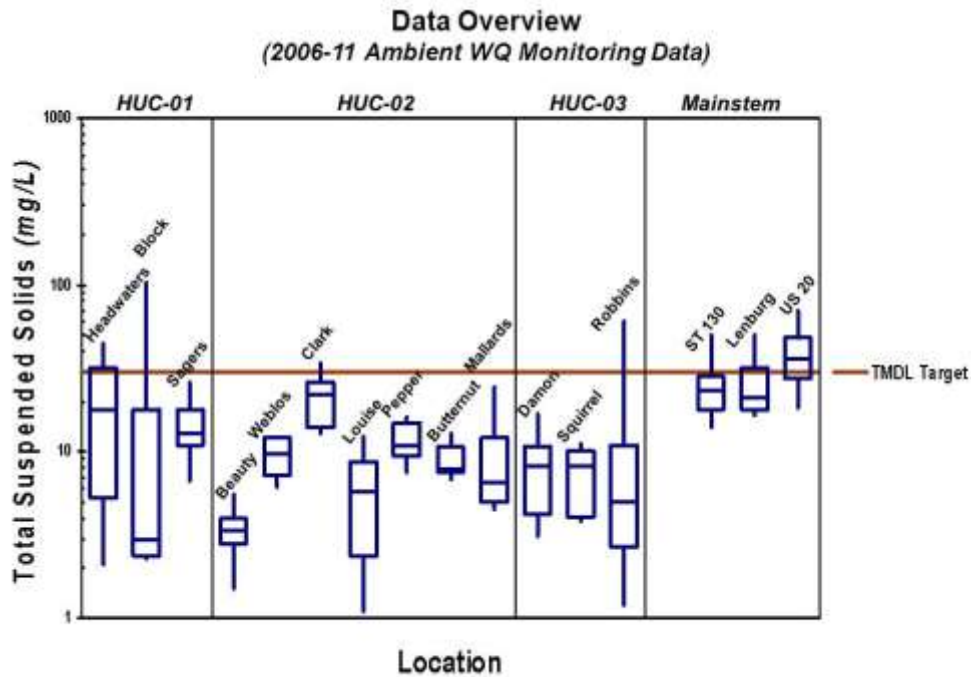 Data Overview
(2006-11 Ambient WQ Monitoring Data)
HUC-01
HUC-02
HUC-03
Mainstem
Total Suspended Solids (mg/L)
1000
100
10
1
Headwaters
Block
Sagers
Beauty
Weblos
Clark
Louise
Pepper
Butternut
Mallards
Damon
Squirrel
Robbins
ST 130
Lenburg
US 20
TMDL Target
Location